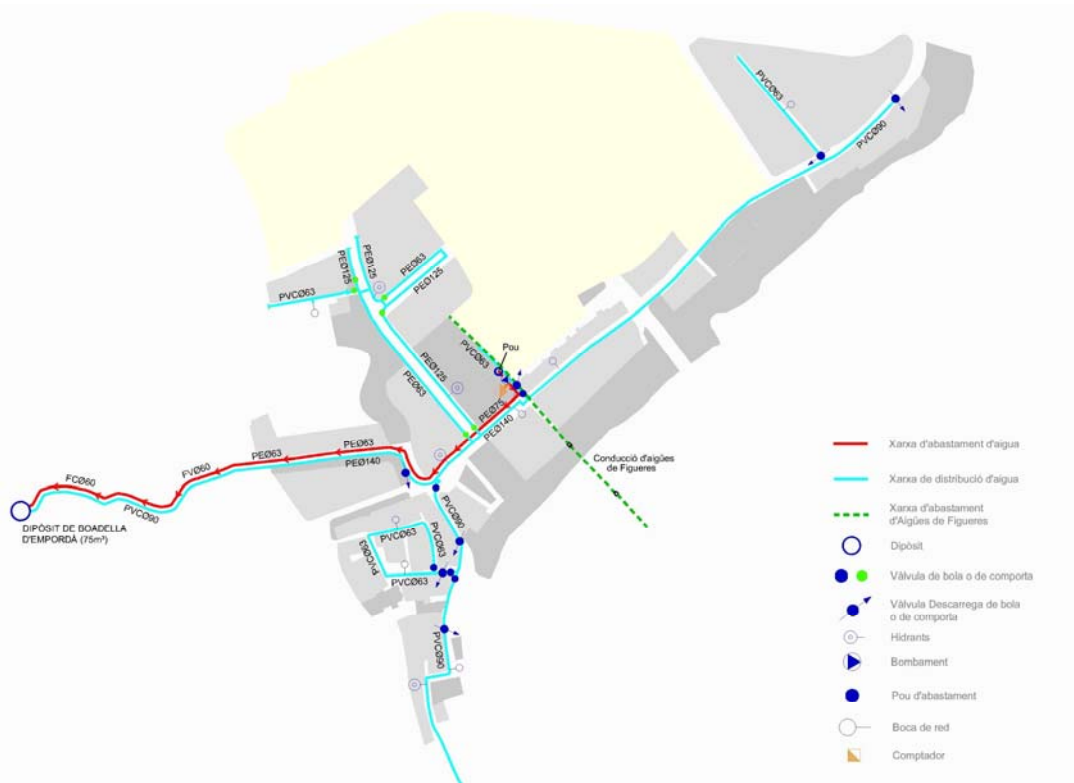 PVCØ63
PVCØ90
PEØ125
PEØ125
PEØ63
PEØ125
PVCØ63
Pou
PVCØ63
PEØ125
PEØ63
PEØ75
PEØ140
Conducció d'aigües
de Figueres
PEØ63
PEØ63
FVØ60
FCØ60
PEØ140
PVCØ90
DIPÒSIT DE BOADELLA
D'EMPORDÀ (75m³)
PVCØ90
PVCØ63
PVCØ63
PVCØ63
PVCØ63
PVCØ90
Xarxa d'abastament d'aigua
Xarxa de distribució d'aigua
Xarxa d'abastament
d'Aigües de Figueres
Dipòsit
Vàlvula de bola o de comporta
Vàlvula Descarrega de bola
o de comporta
Hidrants
Bombament
Pou d'abastament
Boca de red
Comptador